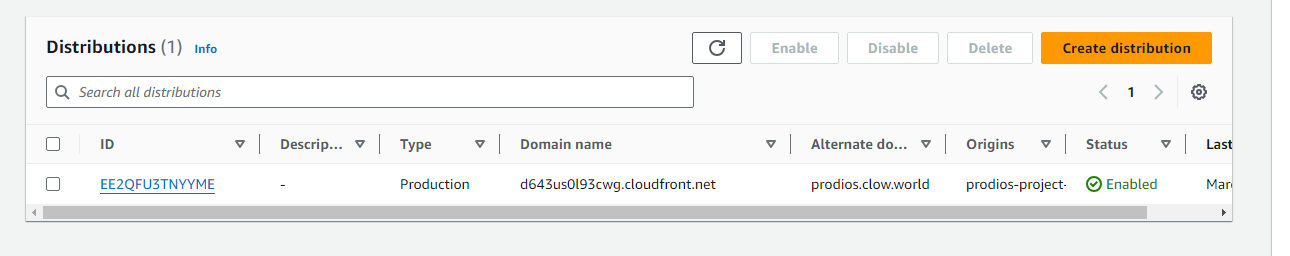 Distributions (1) Info
Enable Disable Delete Create distribution
Search all distributions
1
ID Descrip... Type Domain name Alternate do... Origins Status Last
EE2QFU3TNYYME - Production d643us0l93cwg.cloudfront.net prodios.clow.world prodios-project- Enabled Marc